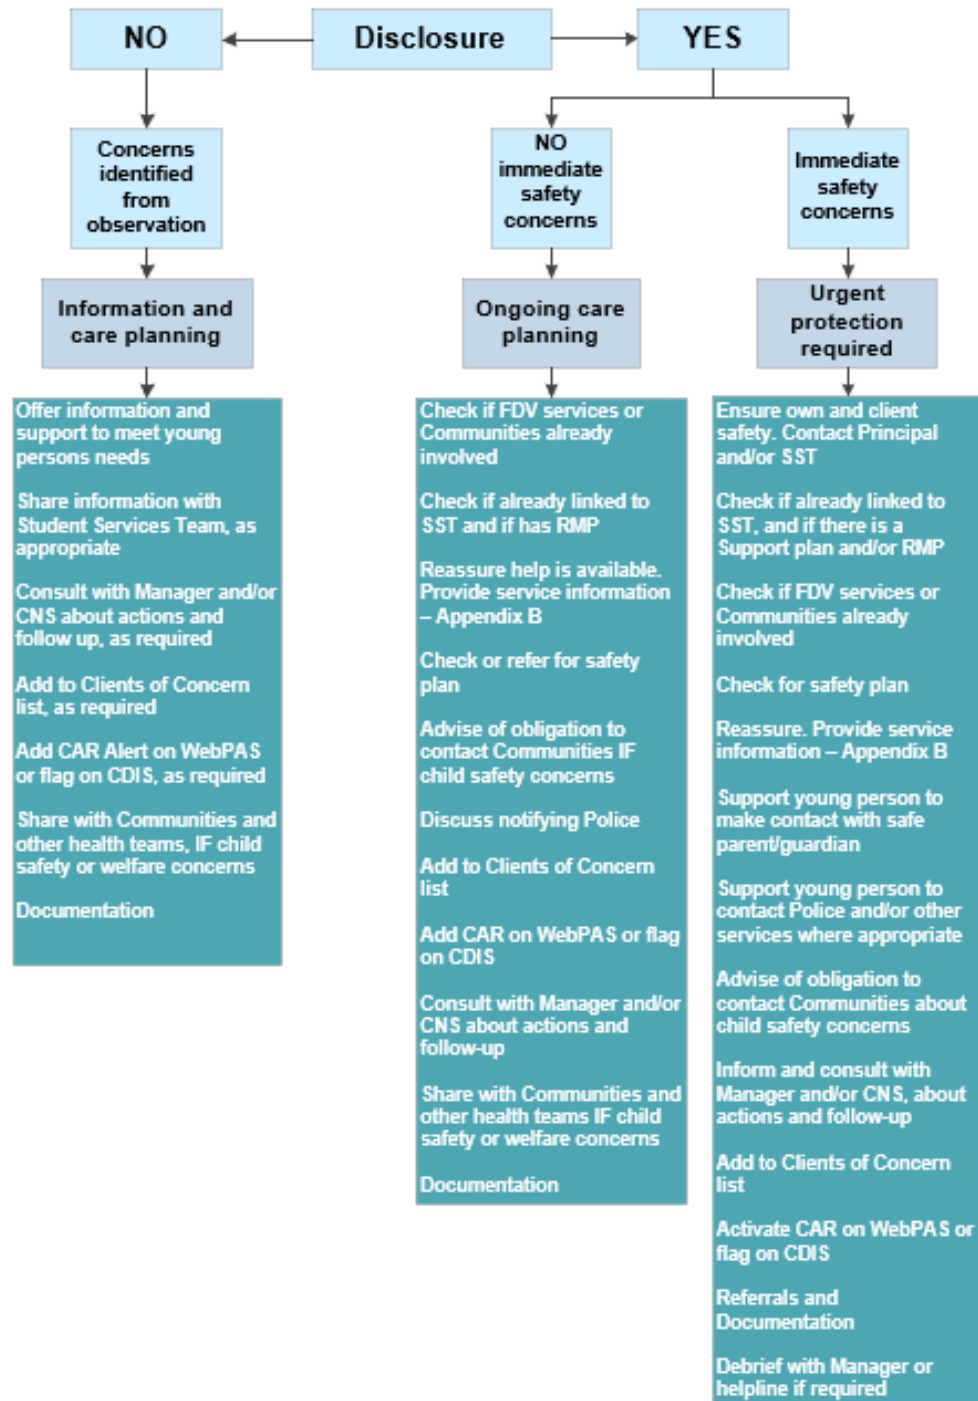 NO
Disclosure
YES
Concerns
identified
from
observation
NO
immediate
safety
concerns
Immediate
safety
concerns
Information and
care planning
Ongoing care
planning
Urgent
protection
required
Offer information and
support to meet young
persons needs
Share information with
Student Services Team, as
appropriate
Consult with Manager and/or
CNS about actions and
follow up, as required
Add to Clients of Concern
list, as required
Add CAR Alert on WebPAS
or flag on CDIS, as required
Share with Communities and
other health teams, IF child
safety or welfare concerns
Documentation
Check if FDV services or
Communities already
involved
Check if already linked to
SST and if has RMP
Reassure help is available.
Provide service information
– Appendix B
Check or refer for safety
plan
Advise of obligation to
contact Communities IF
child safety concerns
Discuss notifying Police
Add to Clients of Concern
list
Add CAR on WebPAS or flag
on CDIS
Consult with Manager and/or
CNS about actions and
follow-up
Share with Communities and
other health teams IF child
safety or welfare concerns
Documentation
Ensure own and client
safety. Contact Principal
and/or SST
Check if already linked to
SST, and if there is a
Support plan and/or RMP
Check if FDV services or
Communities already
involved
Check for safety plan
Reassure. Provide service
information – Appendix B
Support young person to
make contact with safe
parent/guardian
Support young person to
contact Police and/or other
services where appropriate
Advise of obligation to
contact Communities about
child safety concerns
Inform and consult with
Manager and/or CNS, about
actions and follow-up
Add to Clients of Concern
list
Activate CAR on WebPAS or
flag on CDIS
Referrals and
Documentation
Debrief with Manager or
helpline if required